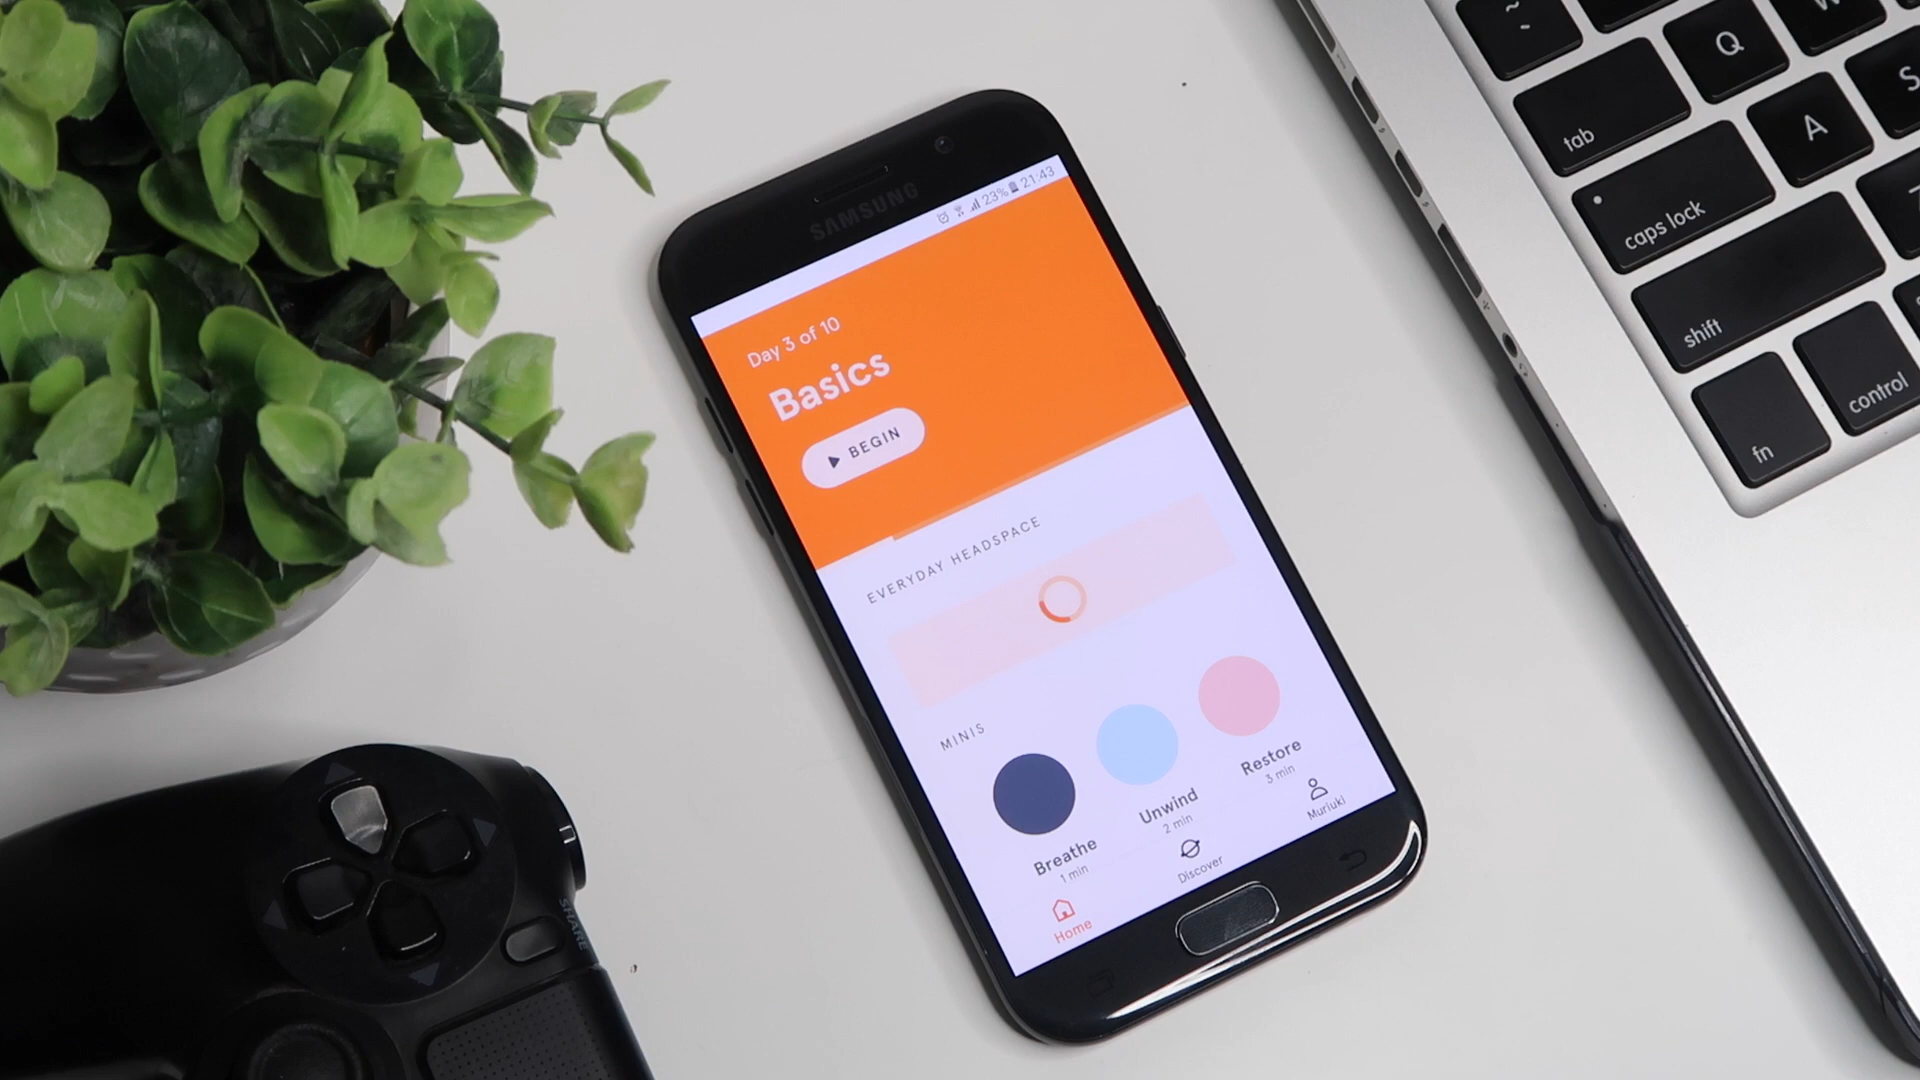 SAMSUNG
23% 21:43
Day 3 of 10
Basics
BEGIN
EVERYDAY HEADSPACE
MINIS
Breathe
1 min
Unwind
2 min
Restore
3 min
Home
Discover
Muriuki
SHARE
~
Q
tab
A
S
caps lock
shift
fn
control